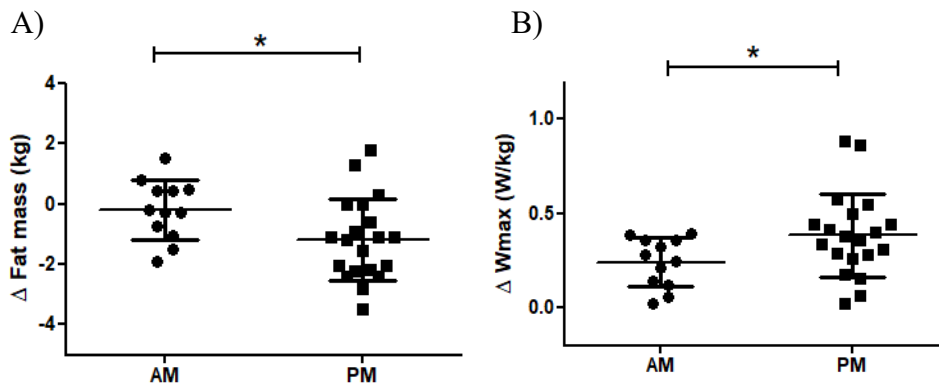 A)
*
Δ Fat mass (kg)
4
2
0
-2
-4
AM PM
B)
*
Δ Wmax (W/kg)
1.0
0.5
0.0
AM PM